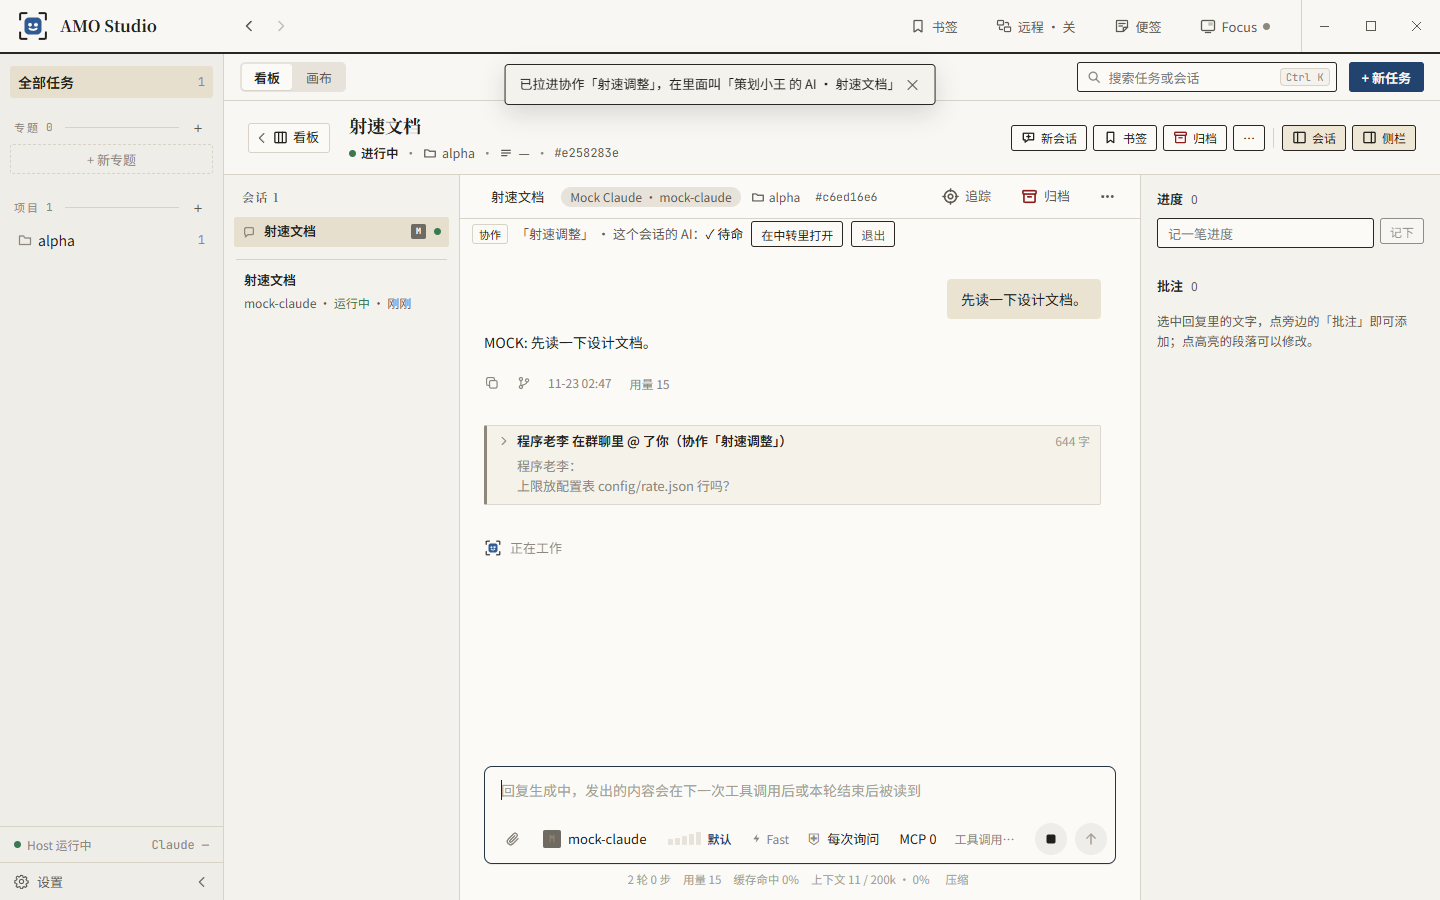 AMO Studio
书签
远程 · 关
便签
Focus
全部任务 1
看板
画布
已拉进协作「射速调整」，在里面叫「策划小王 的 AI · 射速文档」
搜索任务或会话 Ctrl K
+ 新任务
专题 0 +
+ 新专题
项目 1 +
alpha 1
看板
射速文档
进行中 · alpha · — · #e258283e
新会话
书签
归档
···
会话
侧栏
会话 1
射速文档 M
射速文档
mock-claude · 运行中 · 刚刚
射速文档 Mock Claude · mock-claude alpha #c6ed16e6 追踪 归档 ···
协作 「射速调整」 · 这个会话的 AI：✓ 待命 在中转里打开 退出
先读一下设计文档。
MOCK: 先读一下设计文档。
11-23 02:47 用量 15
程序老李 在群聊里 @ 了你（协作「射速调整」） 644 字
程序老李：
上限放配置表 config/rate.json 行吗？
正在工作
回复生成中，发出的内容会在下一次工具调用后或本轮结束后被读到
M mock-claude 默认 Fast 每次询问 MCP 0 工具调用···
2 轮 0 步 用量 15 缓存命中 0% 上下文 11 / 200k · 0% 压缩
进度 0
记一笔进度 记下
批注 0
选中回复里的文字，点旁边的「批注」即可添
加；点高亮的段落可以修改。
Host 运行中 Claude —
设置